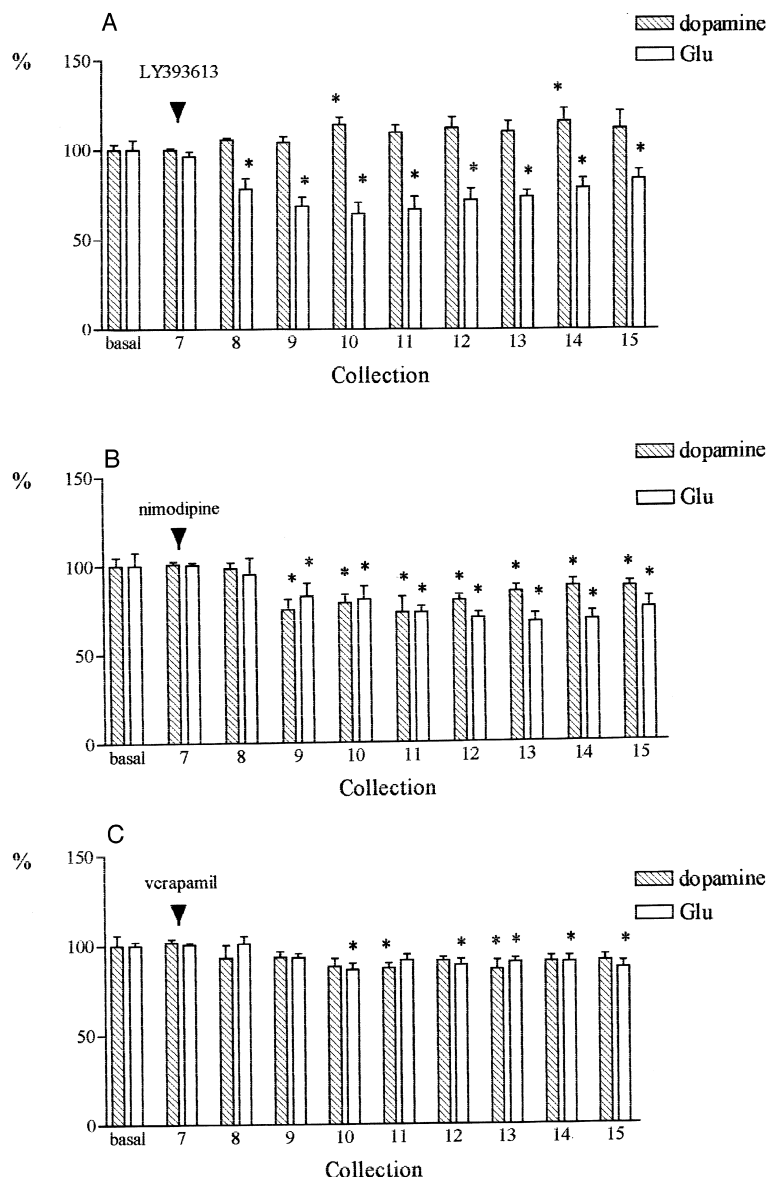 A
dopamine
Glu
%
LY393613
150
100
50
0
* * * * * * * * * *
basal 7 8 9 10 11 12 13 14 15
Collection
B
dopamine
Glu
%
nimodipine
150
100
50
0
* * * * * * * * * * * * * *
basal 7 8 9 10 11 12 13 14 15
Collection
C
dopamine
Glu
%
verapamil
150
100
50
0
* * * * * * *
basal 7 8 9 10 11 12 13 14 15
Collection